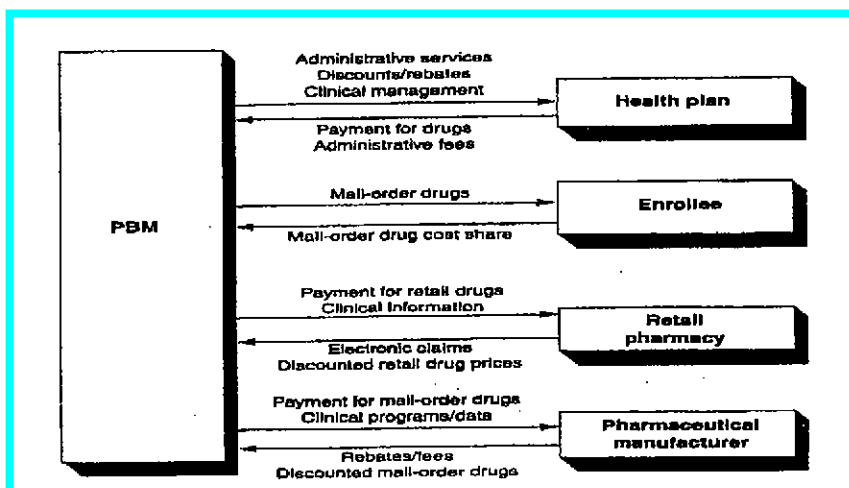 Administrative services
Discounts/rebates
Clinical management
Health plan
Payment for drugs
Administrative fees
Mail-order drugs
Enrollee
PBM
Mail-order drug cost share
Payment for retail drugs
Clinical information
Retail
pharmacy
Electronic claims
Discounted retail drug prices
Payment for mail-order drugs
Clinical programs/data
Pharmaceutical
manufacturer
Rebates/fees
Discounted mail-order drugs